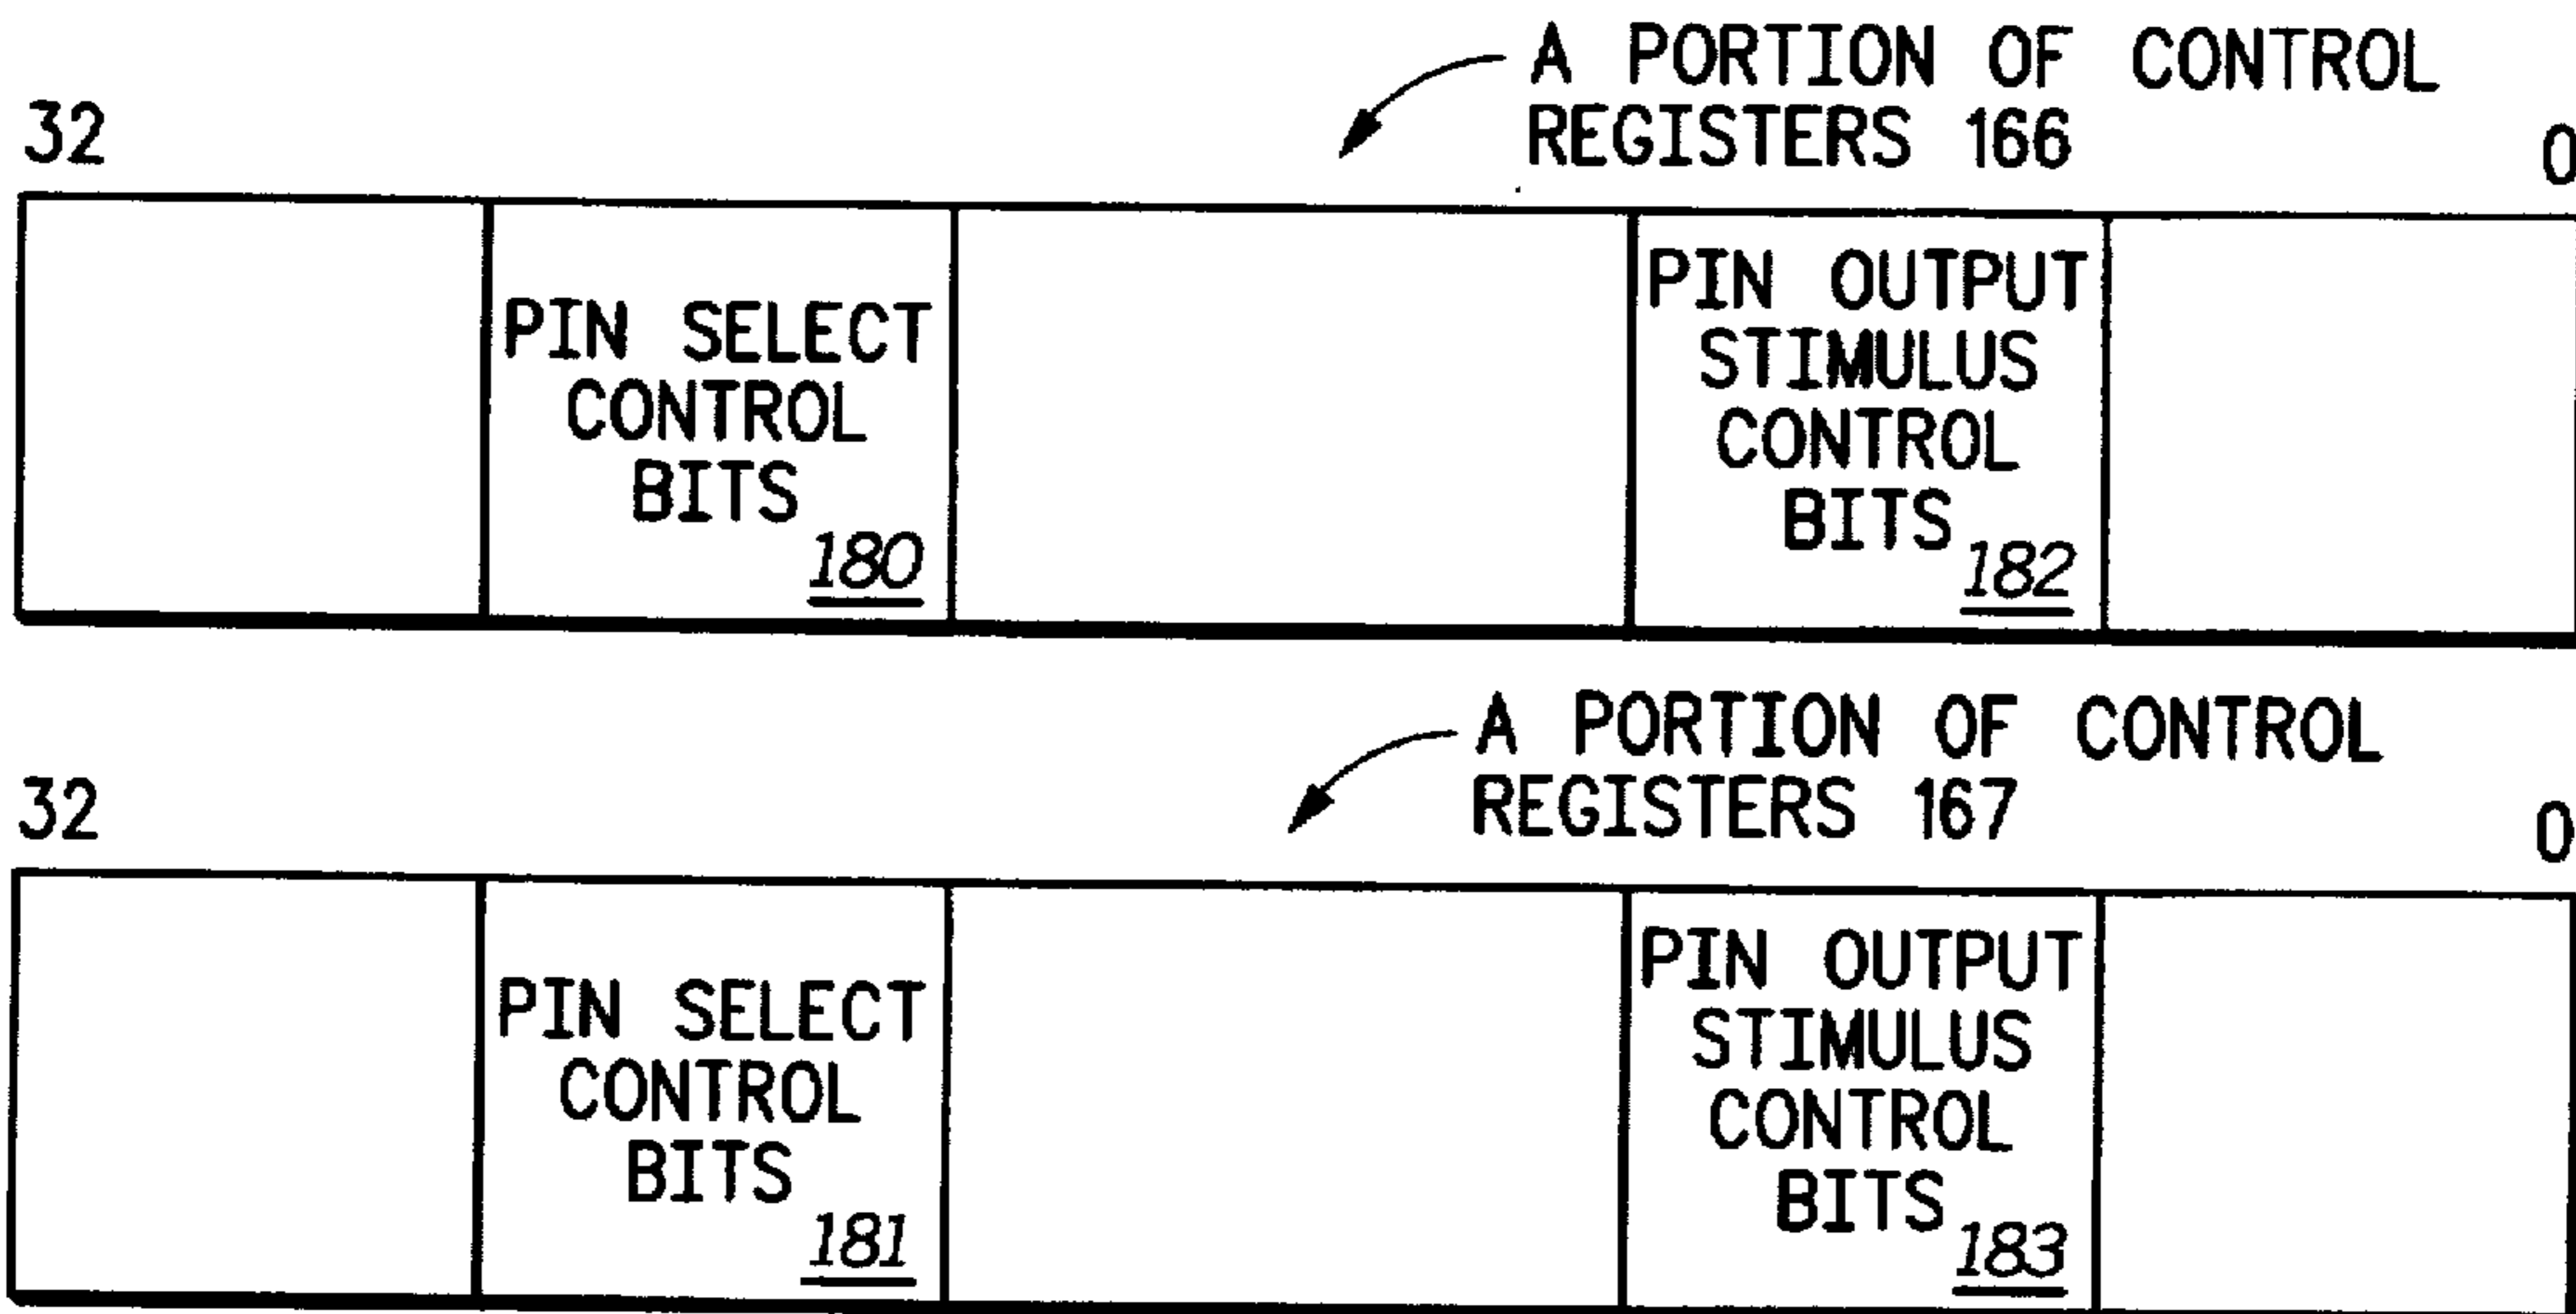 A PORTION OF CONTROL
REGISTERS 166
32
0
PIN SELECT
CONTROL
BITS
180
PIN OUTPUT
STIMULUS
CONTROL
BITS
182
A PORTION OF CONTROL
REGISTERS 167
32
0
PIN SELECT
CONTROL
BITS
181
PIN OUTPUT
STIMULUS
CONTROL
BITS
183